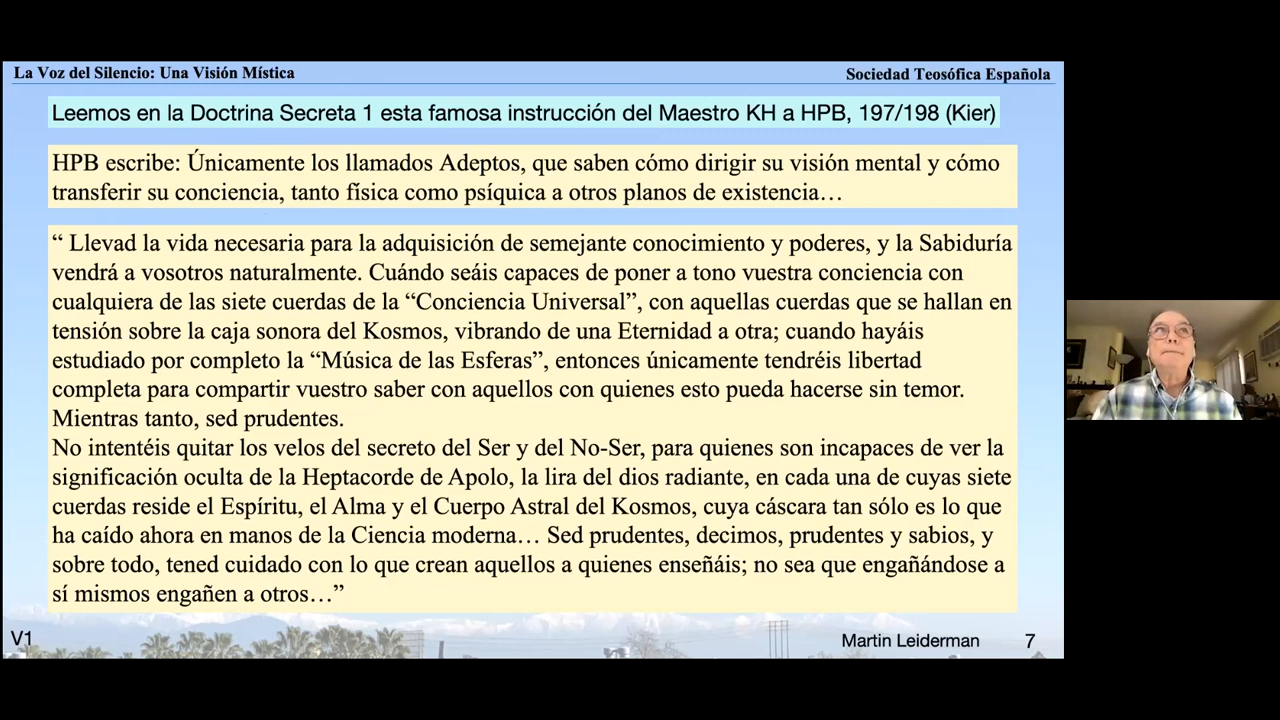 La Voz del Silencio: Una Visión Mística
Sociedad Teosófica Española
Leemos en la Doctrina Secreta 1 esta famosa instrucción del Maestro KH a HPB, 197/198 (Kier)
HPB escribe: Únicamente los llamados Adeptos, que saben cómo dirigir su visión mental y cómo
transferir su conciencia, tanto física como psíquica a otros planos de existencia…
“ Llevad la vida necesaria para la adquisición de semejante conocimiento y poderes, y la Sabiduría
vendrá a vosotros naturalmente. Cuándo seáis capaces de poner a tono vuestra conciencia con
cualquiera de las siete cuerdas de la “Conciencia Universal”, con aquellas cuerdas que se hallan en
tensión sobre la caja sonora del Kosmos, vibrando de una Eternidad a otra; cuando hayáis
estudiado por completo la “Música de las Esferas”, entonces únicamente tendréis libertad
completa para compartir vuestro saber con aquellos con quienes esto pueda hacerse sin temor.
Mientras tanto, sed prudentes.
No intentéis quitar los velos del secreto del Ser y del No-Ser, para quienes son incapaces de ver la
significación oculta de la Heptacorde de Apolo, la lira del dios radiante, en cada una de cuyas siete
cuerdas reside el Espíritu, el Alma y el Cuerpo Astral del Kosmos, cuya cáscara tan sólo es lo que
ha caído ahora en manos de la Ciencia moderna… Sed prudentes, decimos, prudentes y sabios, y
sobre todo, tened cuidado con lo que crean aquellos a quienes enseñáis; no sea que engañándose a
sí mismos engañen a otros…”
V1
Martin Leiderman 7